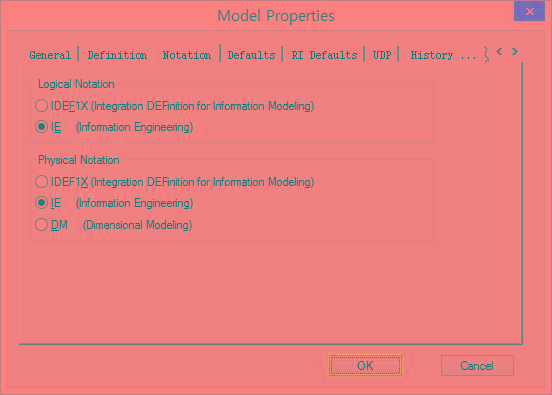 Model Properties
General Definition Notation Defaults RI Defaults UDP History ...
Logical Notation
IDEF1X (Integration DEFinition for Information Modeling)
IE (Information Engineering)
Physical Notation
IDEF1X (Integration DEFinition for Information Modeling)
IE (Information Engineering)
DM (Dimensional Modeling)
OK Cancel